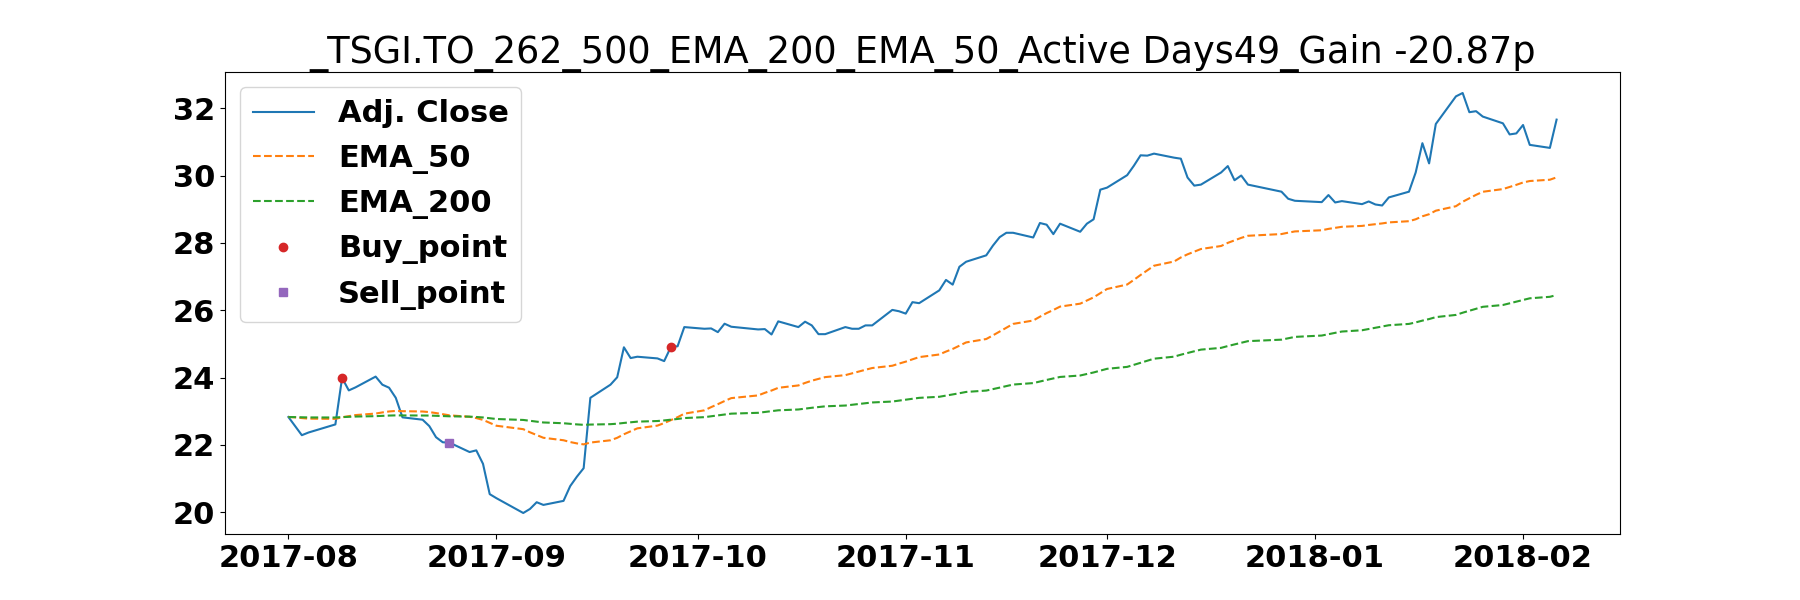 _TSGI.TO_262_500_EMA_200_EMA_50_Active Days49_Gain -20.87p
Adj. Close
EMA_50
EMA_200
Buy_point
Sell_point
32
30
28
26
24
22
20
2017-08 2017-09 2017-10 2017-11 2017-12 2018-01 2018-02